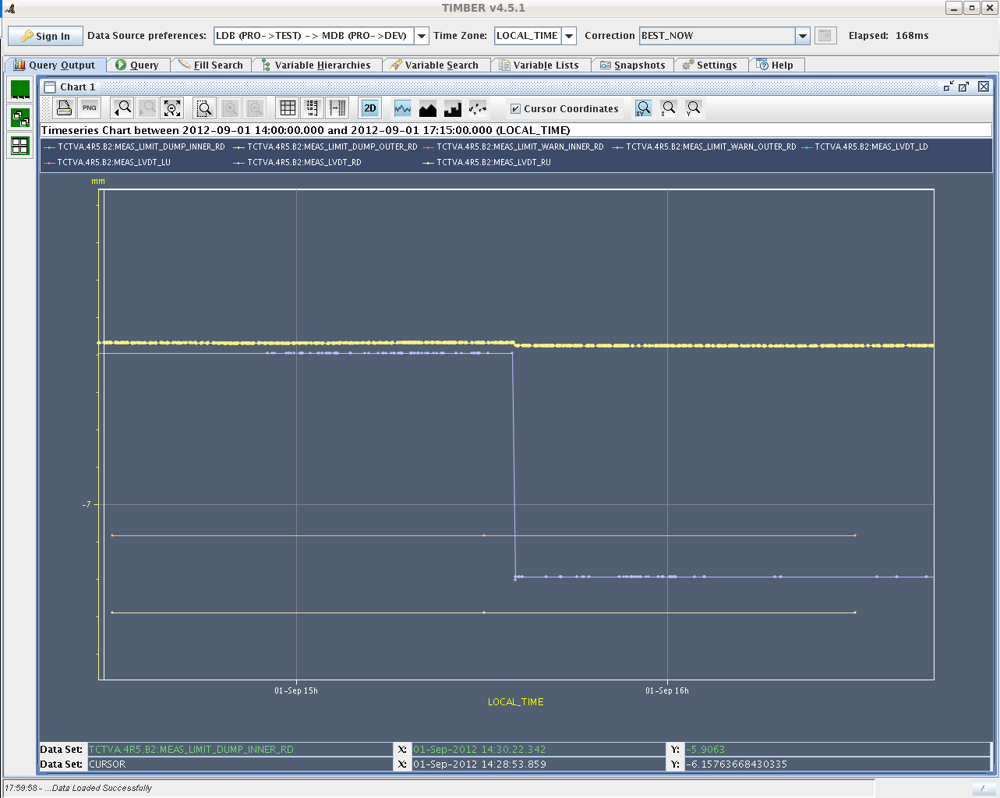 TIMBER v4.5.1
Sign In Data Source preferences: LDB (PRO->TEST) -> MDB (PRO->DEV) Time Zone: LOCAL_TIME Correction BEST_NOW Elapsed: 168ms
Query Output Query Fill Search Variable Hierarchies Variable Search Variable Lists Snapshots Settings Help
Chart 1
PNG 2D Cursor Coordinates XY X Y
Timeseries Chart between 2012-09-01 14:00:00.000 and 2012-09-01 17:15:00.000 (LOCAL_TIME)
TCTVA.4R5.B2:MEAS_LIMIT_DUMP_INNER_RD TCTVA.4R5.B2:MEAS_LIMIT_DUMP_OUTER_RD TCTVA.4R5.B2:MEAS_LIMIT_WARN_INNER_RD TCTVA.4R5.B2:MEAS_LIMIT_WARN_OUTER_RD TCTVA.4R5.B2:MEAS_LVDT_LD
TCTVA.4R5.B2:MEAS_LVDT_LU TCTVA.4R5.B2:MEAS_LVDT_RD TCTVA.4R5.B2:MEAS_LVDT_RU
mm
-7
01-Sep 15h 01-Sep 16h
LOCAL_TIME
Data Set: TCTVA.4R5.B2:MEAS_LIMIT_DUMP_INNER_RD X: 01-Sep-2012 14:30:22.342 Y: -5.9063
Data Set: CURSOR X: 01-Sep-2012 14:28:53.859 Y: -6.15763668430335
17:59:58 - ...Data Loaded Successfully